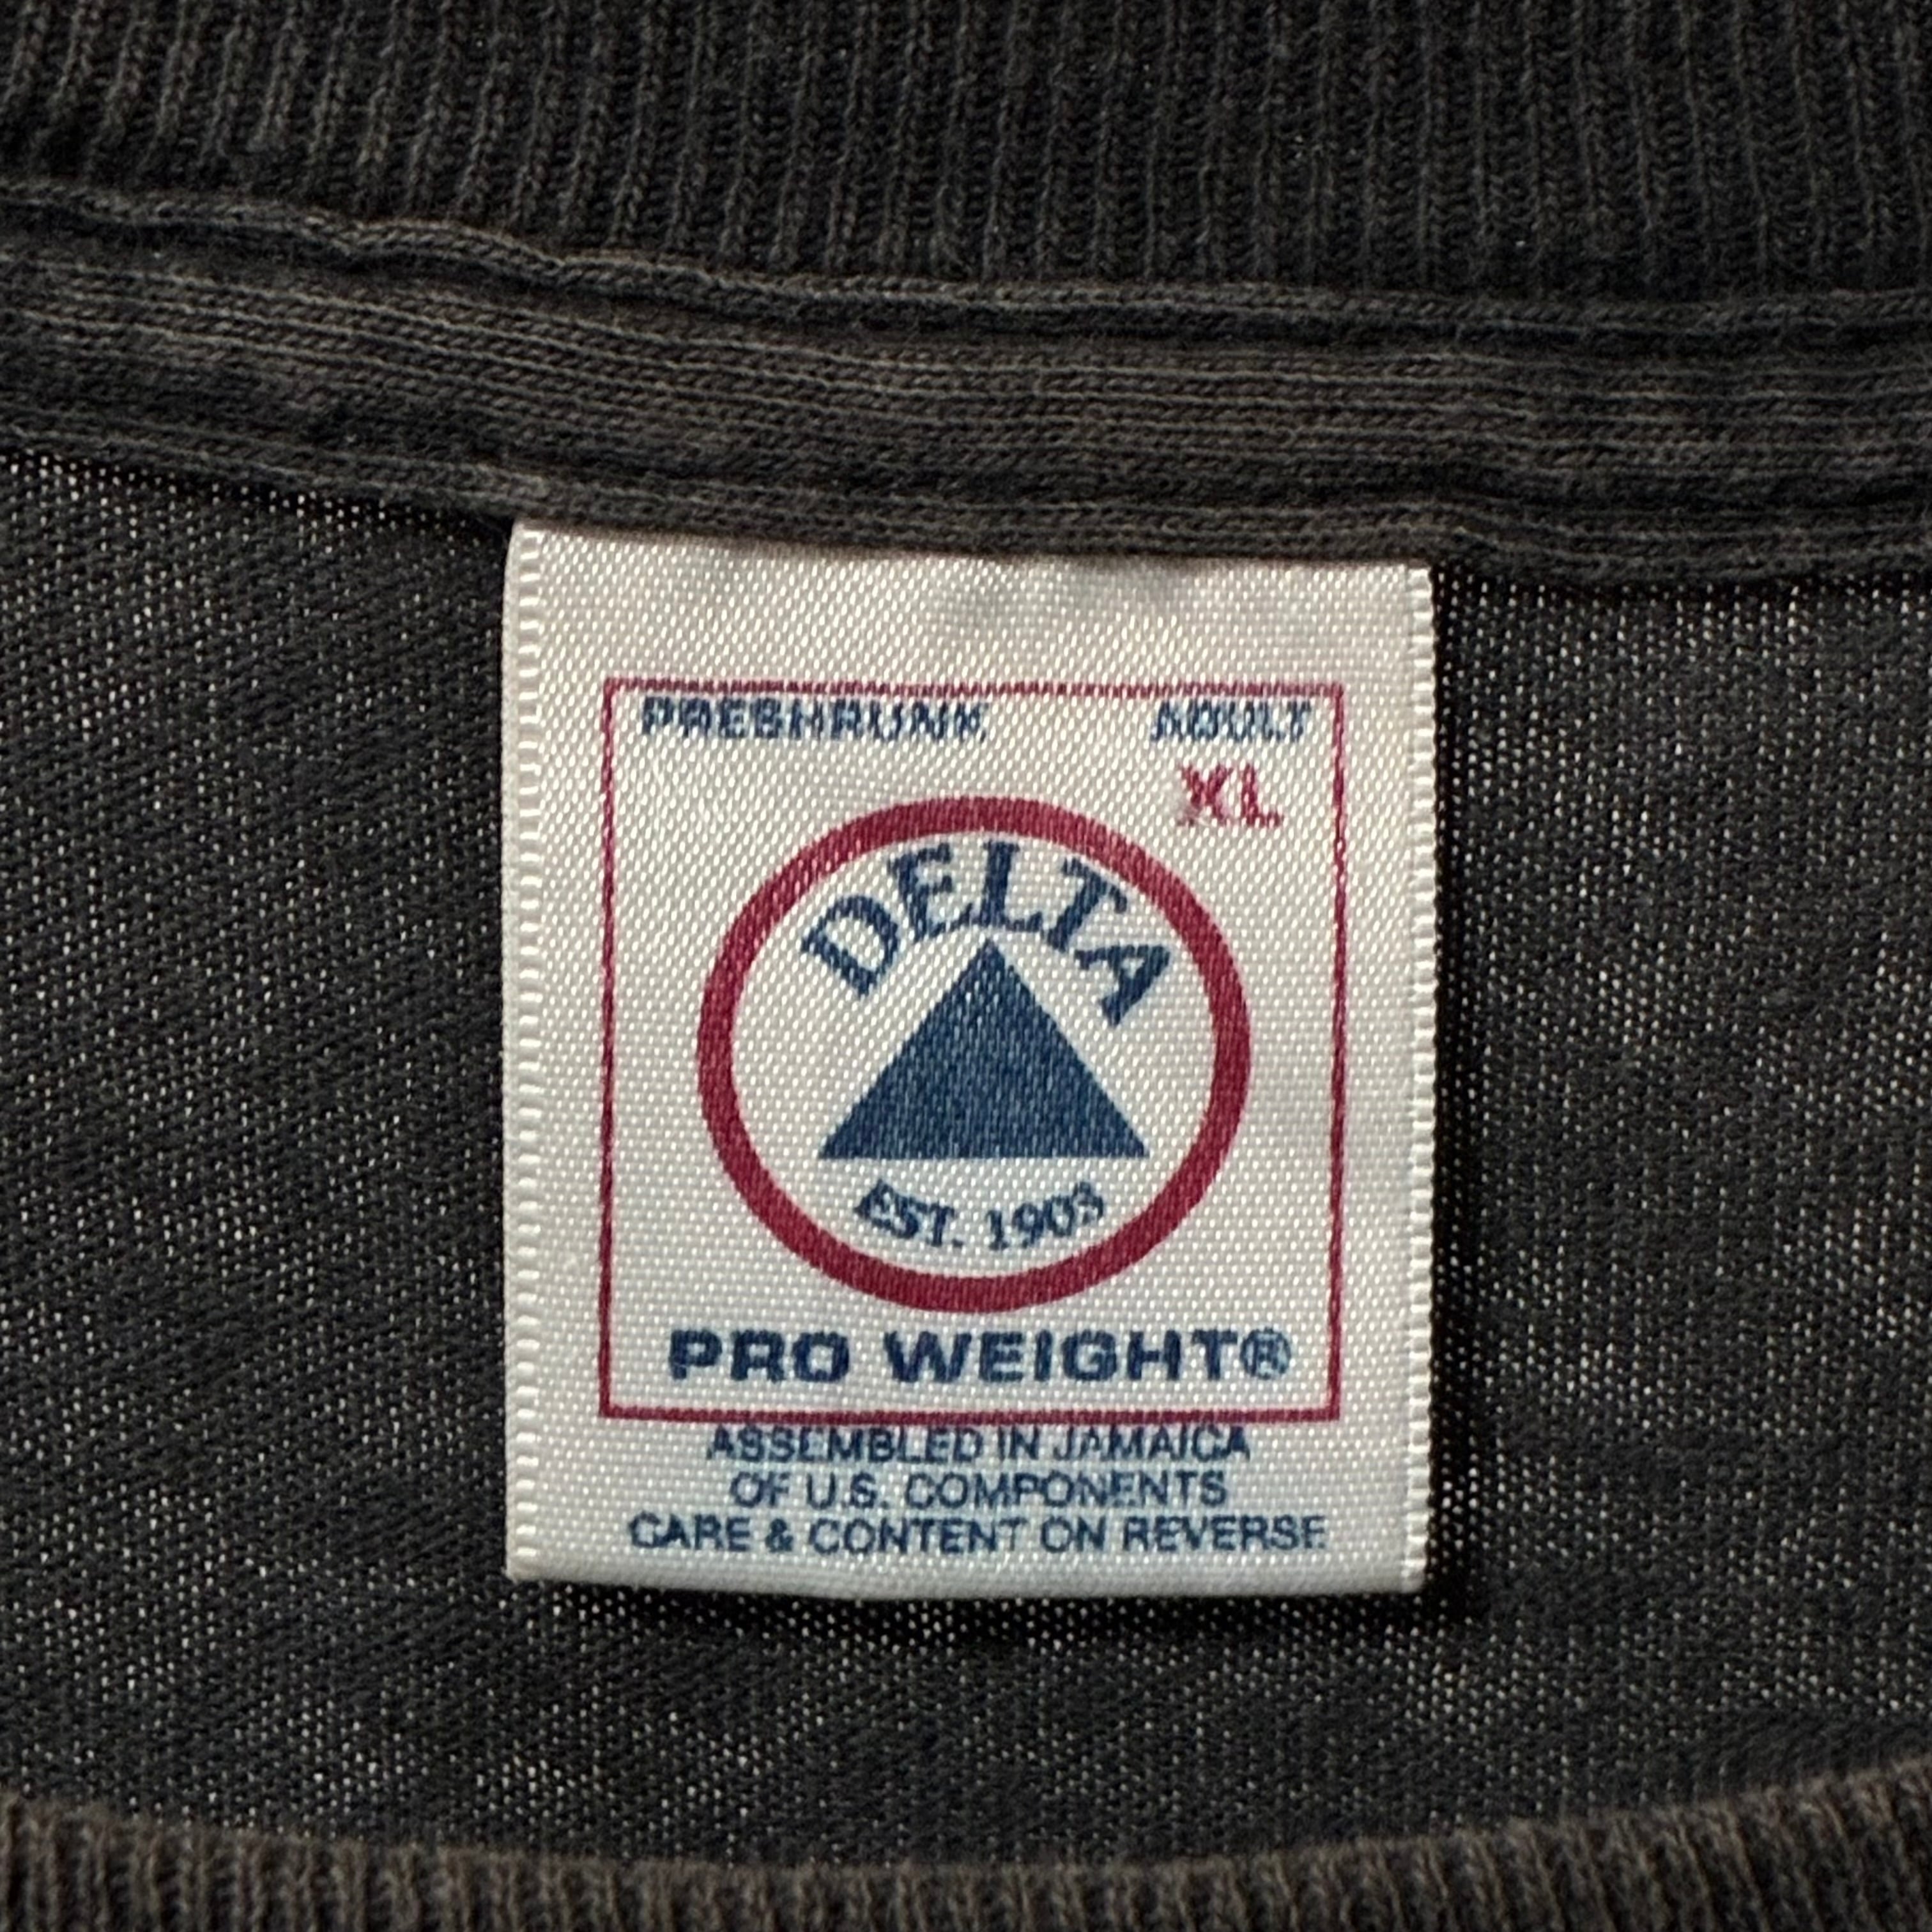 PRESHRUNK ADULT
XL
DELTA
EST. 1903
PRO WEIGHT®
ASSEMBLED IN JAMAICA
OF U.S. COMPONENTS
CARE & CONTENT ON REVERSE